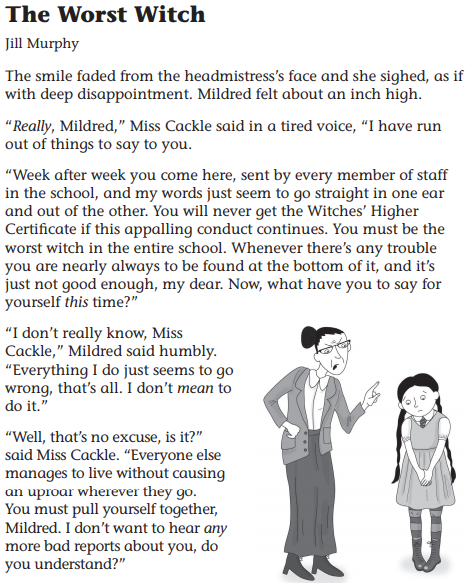 The Worst Witch
Jill Murphy
The smile faded from the headmistress’s face and she sighed, as if
with deep disappointment. Mildred felt about an inch high.
“Really, Mildred,” Miss Cackle said in a tired voice, “I have run
out of things to say to you.
“Week after week you come here, sent by every member of staff
in the school, and my words just seem to go straight in one ear
and out of the other. You will never get the Witches’ Higher
Certificate if this appalling conduct continues. You must be the
worst witch in the entire school. Whenever there’s any trouble
you are nearly always to be found at the bottom of it, and it’s
just not good enough, my dear. Now, what have you to say for
yourself this time?”
“I don’t really know, Miss
Cackle,” Mildred said humbly.
“Everything I do just seems to go
wrong, that’s all. I don’t mean to
do it.”
“Well, that’s no excuse, is it?”
said Miss Cackle. “Everyone else
manages to live without causing
an uproar wherever they go.
You must pull yourself together,
Mildred. I don’t want to hear any
more bad reports about you, do
you understand?”